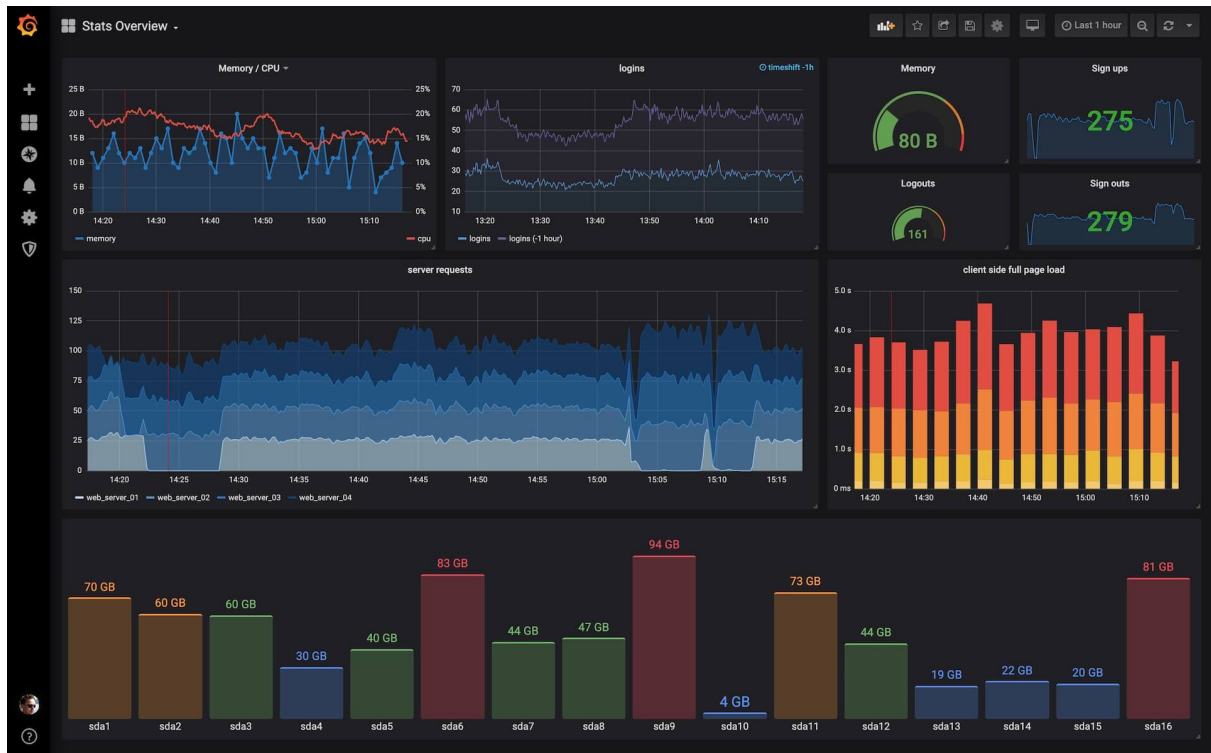 Stats Overview
Last 1 hour
Memory / CPU
25 B
20 B
15 B
10 B
5 B
0 B
25%
20%
15%
10%
5%
0%
14:20 14:30 14:40 14:50 15:00 15:10
memory cpu
logins
timeshift -1h
70
60
50
40
30
20
10
13:20 13:30 13:40 13:50 14:00 14:10
logins logins (-1 hour)
Memory
80 B
Sign ups
275
Logouts
161
Sign outs
279
server requests
150
125
100
75
50
25
0
14:20 14:25 14:30 14:35 14:40 14:45 14:50 14:55 15:00 15:05 15:10 15:15
web_server_01 web_server_02 web_server_03 web_server_04
client side full page load
5.0 s
4.0 s
3.0 s
2.0 s
1.0 s
0 ms
14:20 14:30 14:40 14:50 15:00 15:10
70 GB 60 GB 60 GB 30 GB 40 GB 83 GB 44 GB 47 GB 94 GB 4 GB 73 GB 44 GB 19 GB 22 GB 20 GB 81 GB
sda1 sda2 sda3 sda4 sda5 sda6 sda7 sda8 sda9 sda10 sda11 sda12 sda13 sda14 sda15 sda16